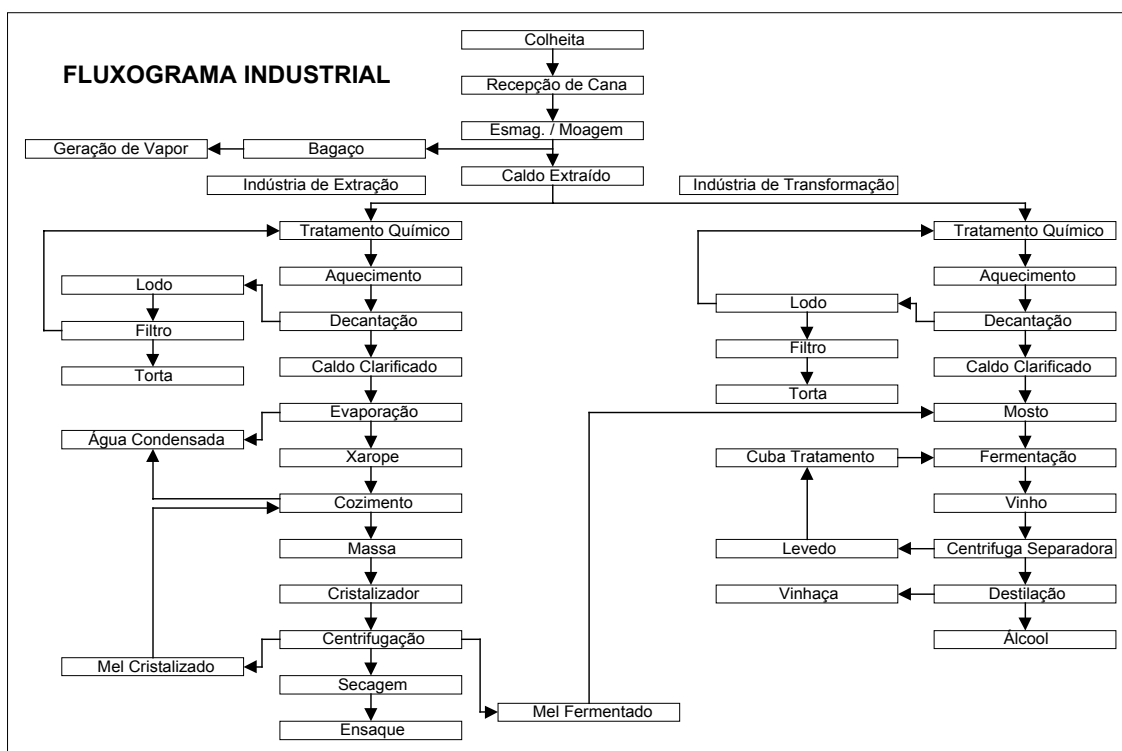 Colheita
FLUXOGRAMA INDUSTRIAL
Recepção de Cana
Esmag. / Moagem
Geração de Vapor
Bagaço
Caldo Extraído
Indústria de Extração
Indústria de Transformação
Tratamento Químico
Aquecimento
Lodo
Decantação
Filtro
Torta
Caldo Clarificado
Evaporação
Água Condensada
Xarope
Cozimento
Massa
Cristalizador
Centrifugação
Mel Cristalizado
Secagem
Mel Fermentado
Ensaque
Tratamento Químico
Aquecimento
Lodo
Decantação
Filtro
Caldo Clarificado
Torta
Mosto
Cuba Tratamento
Fermentação
Vinho
Levedo
Centrifuga Separadora
Vinhaça
Destilação
Álcool